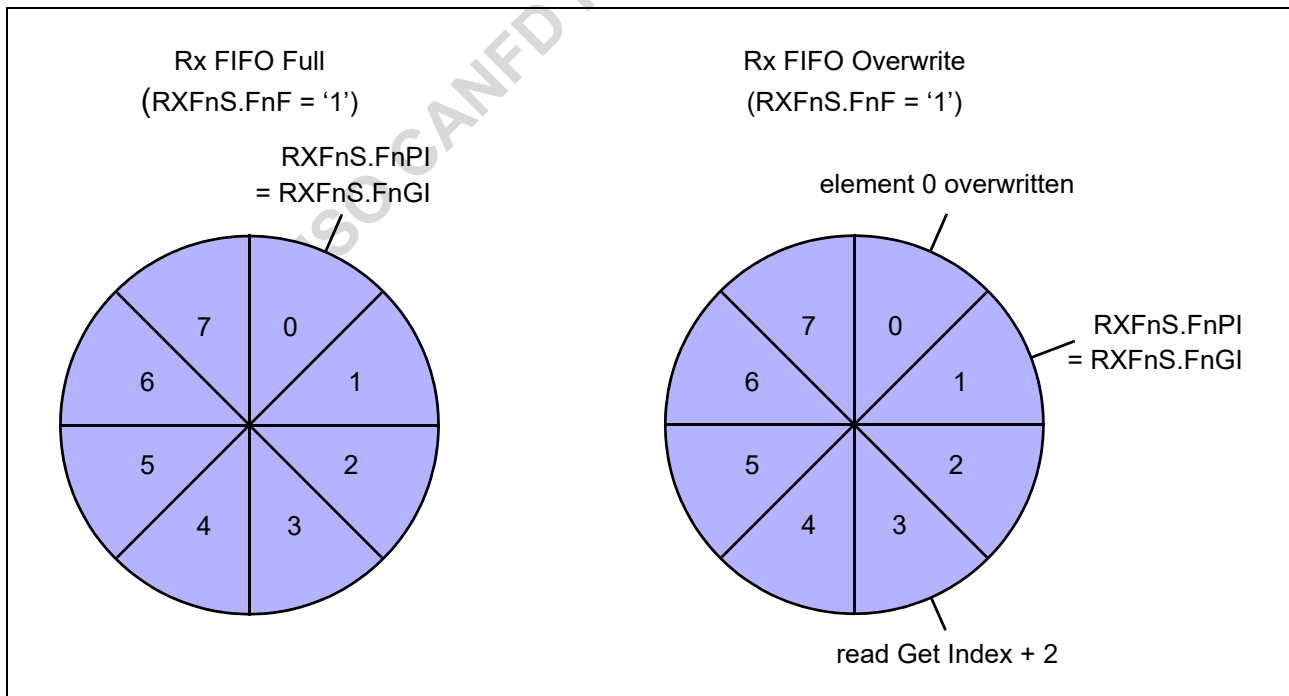 Rx FIFO Full
(RXFnS.FnF = ‘1’)
RXFnS.FnPI
= RXFnS.FnGI
7
0
6
1
5
2
4
3
Rx FIFO Overwrite
(RXFnS.FnF = ‘1’)
element 0 overwritten
RXFnS.FnPI
= RXFnS.FnGI
7
0
6
1
5
2
4
3
read Get Index + 2
ISO CANFD